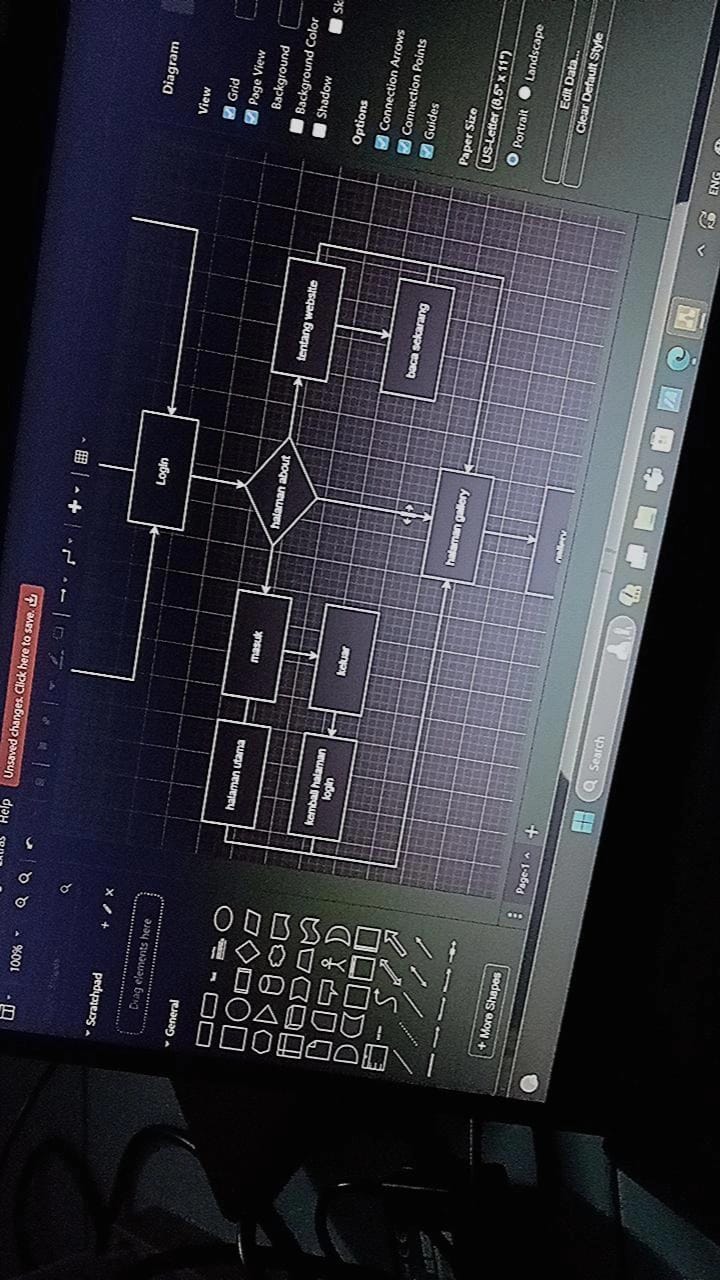 Extras Help
Unsaved changes. Click here to save.
100%
Scratchpad
Drag elements here
General
+ More Shapes
Login
halaman about
tentang website
baca sekarang
masuk
keluar
halaman utama
kembali halaman
login
halaman gallery
Page-1
Diagram
View
Grid
Page View
Background
Background Color
Shadow
Sk
Options
Connection Arrows
Connection Points
Guides
Paper Size
US-Letter (8,5" x 11")
Portrait
Landscape
Edit Data...
Clear Default Style
Search
ENG